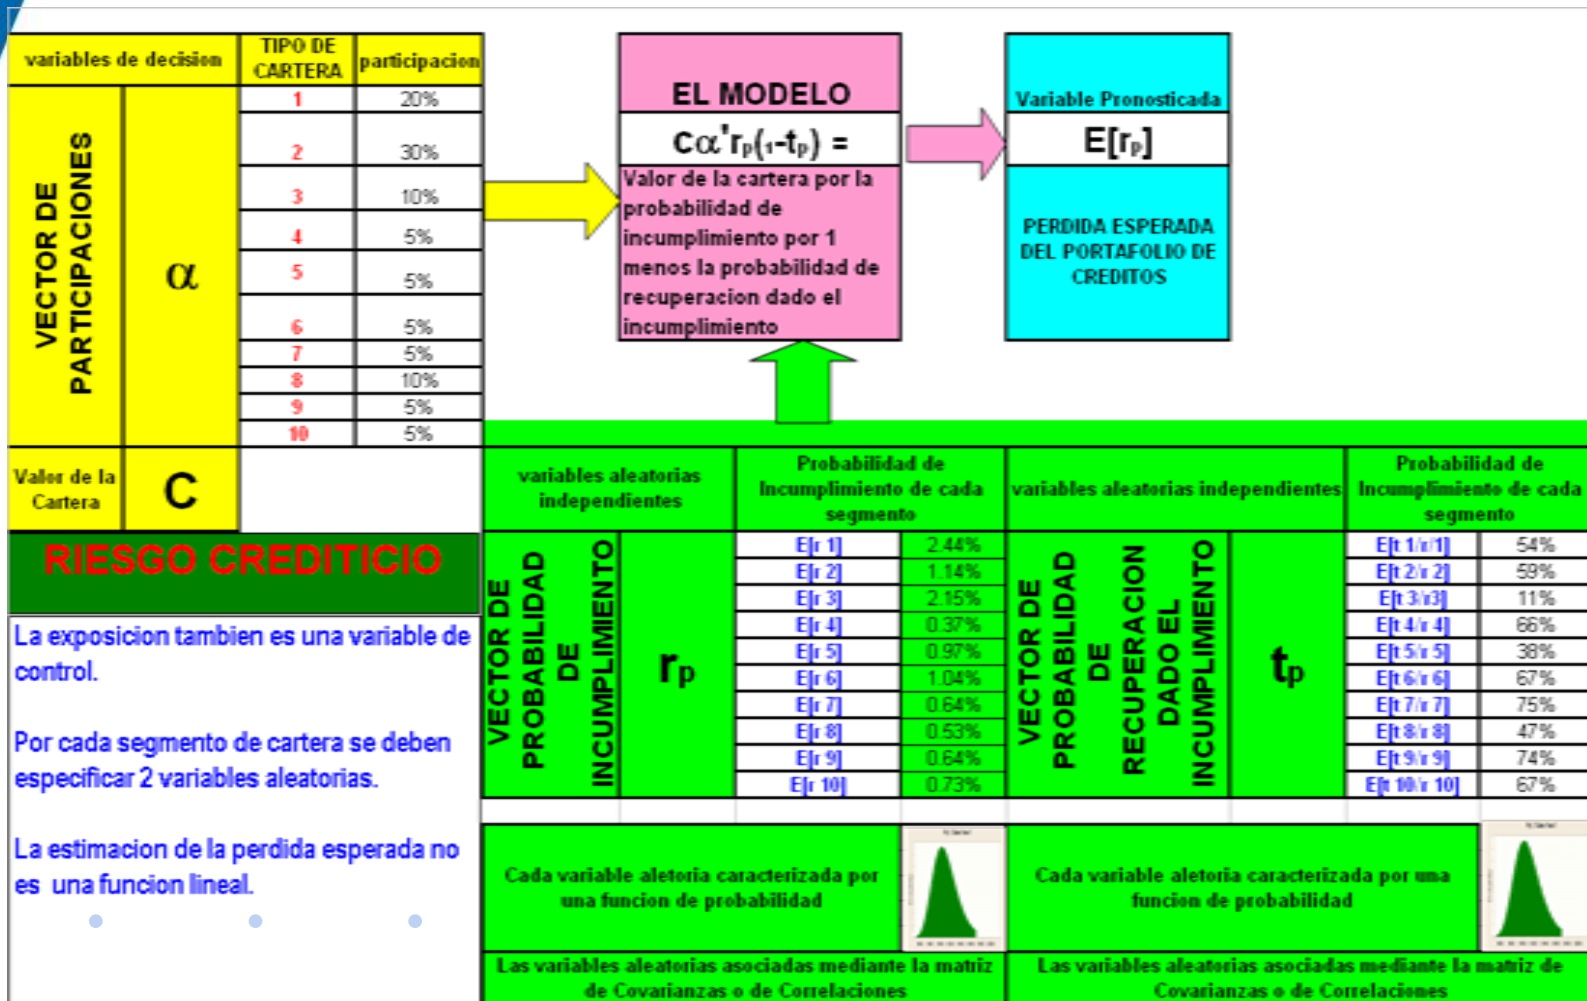 variables de decision
TIPO DE
CARTERA
participacion
VECTOR DE
PARTICIPACIONES
α
1 20%
2 30%
3 10%
4 5%
5 5%
6 5%
7 5%
8 10%
9 5%
10 5%
Valor de la
Cartera
C
EL MODELO
Cα'rₚ(₁-tₚ) =
Valor de la cartera por la
probabilidad de
incumplimiento por 1
menos la probabilidad de
recuperacion dado el
incumplimiento
Variable Pronosticada
E[rₚ]
PERDIDA ESPERADA
DEL PORTAFOLIO DE
CREDITOS
RIESGO CREDITICIO
La exposicion tambien es una variable de
control.
Por cada segmento de cartera se deben
especificar 2 variables aleatorias.
La estimacion de la perdida esperada no
es una funcion lineal.
variables aleatorias
independientes
Probabilidad de
Incumplimiento de cada
segmento
VECTOR DE
PROBABILIDAD
DE
INCUMPLIMIENTO
rₚ
E[r 1] 2.44%
E[r 2] 1.14%
E[r 3] 2.15%
E[r 4] 0.37%
E[r 5] 0.97%
E[r 6] 1.04%
E[r 7] 0.64%
E[r 8] 0.53%
E[r 9] 0.64%
E[r 10] 0.73%
variables aleatorias independientes
Probabilidad de
Incumplimiento de cada
segmento
VECTOR DE
PROBABILIDAD
DE
RECUPERACION
DADO EL
INCUMPLIMIENTO
tₚ
E[t 1/r/1] 54%
E[t 2/r 2] 59%
E[t 3/r3] 11%
E[t 4/r 4] 66%
E[t 5/r 5] 38%
E[t 6/r 6] 67%
E[t 7/r 7] 75%
E[t 8/r 8] 47%
E[t 9/r 9] 74%
E[t 10/r 10] 67%
Cada variable aletoria caracterizada por
una funcion de probabilidad
Cada variable aletoria caracterizada por una
funcion de probabilidad
Las variables aleatorias asociadas mediante la matriz
de Covarianzas o de Correlaciones
Las variables aleatorias asociadas mediante la matriz de
Covarianzas o de Correlaciones